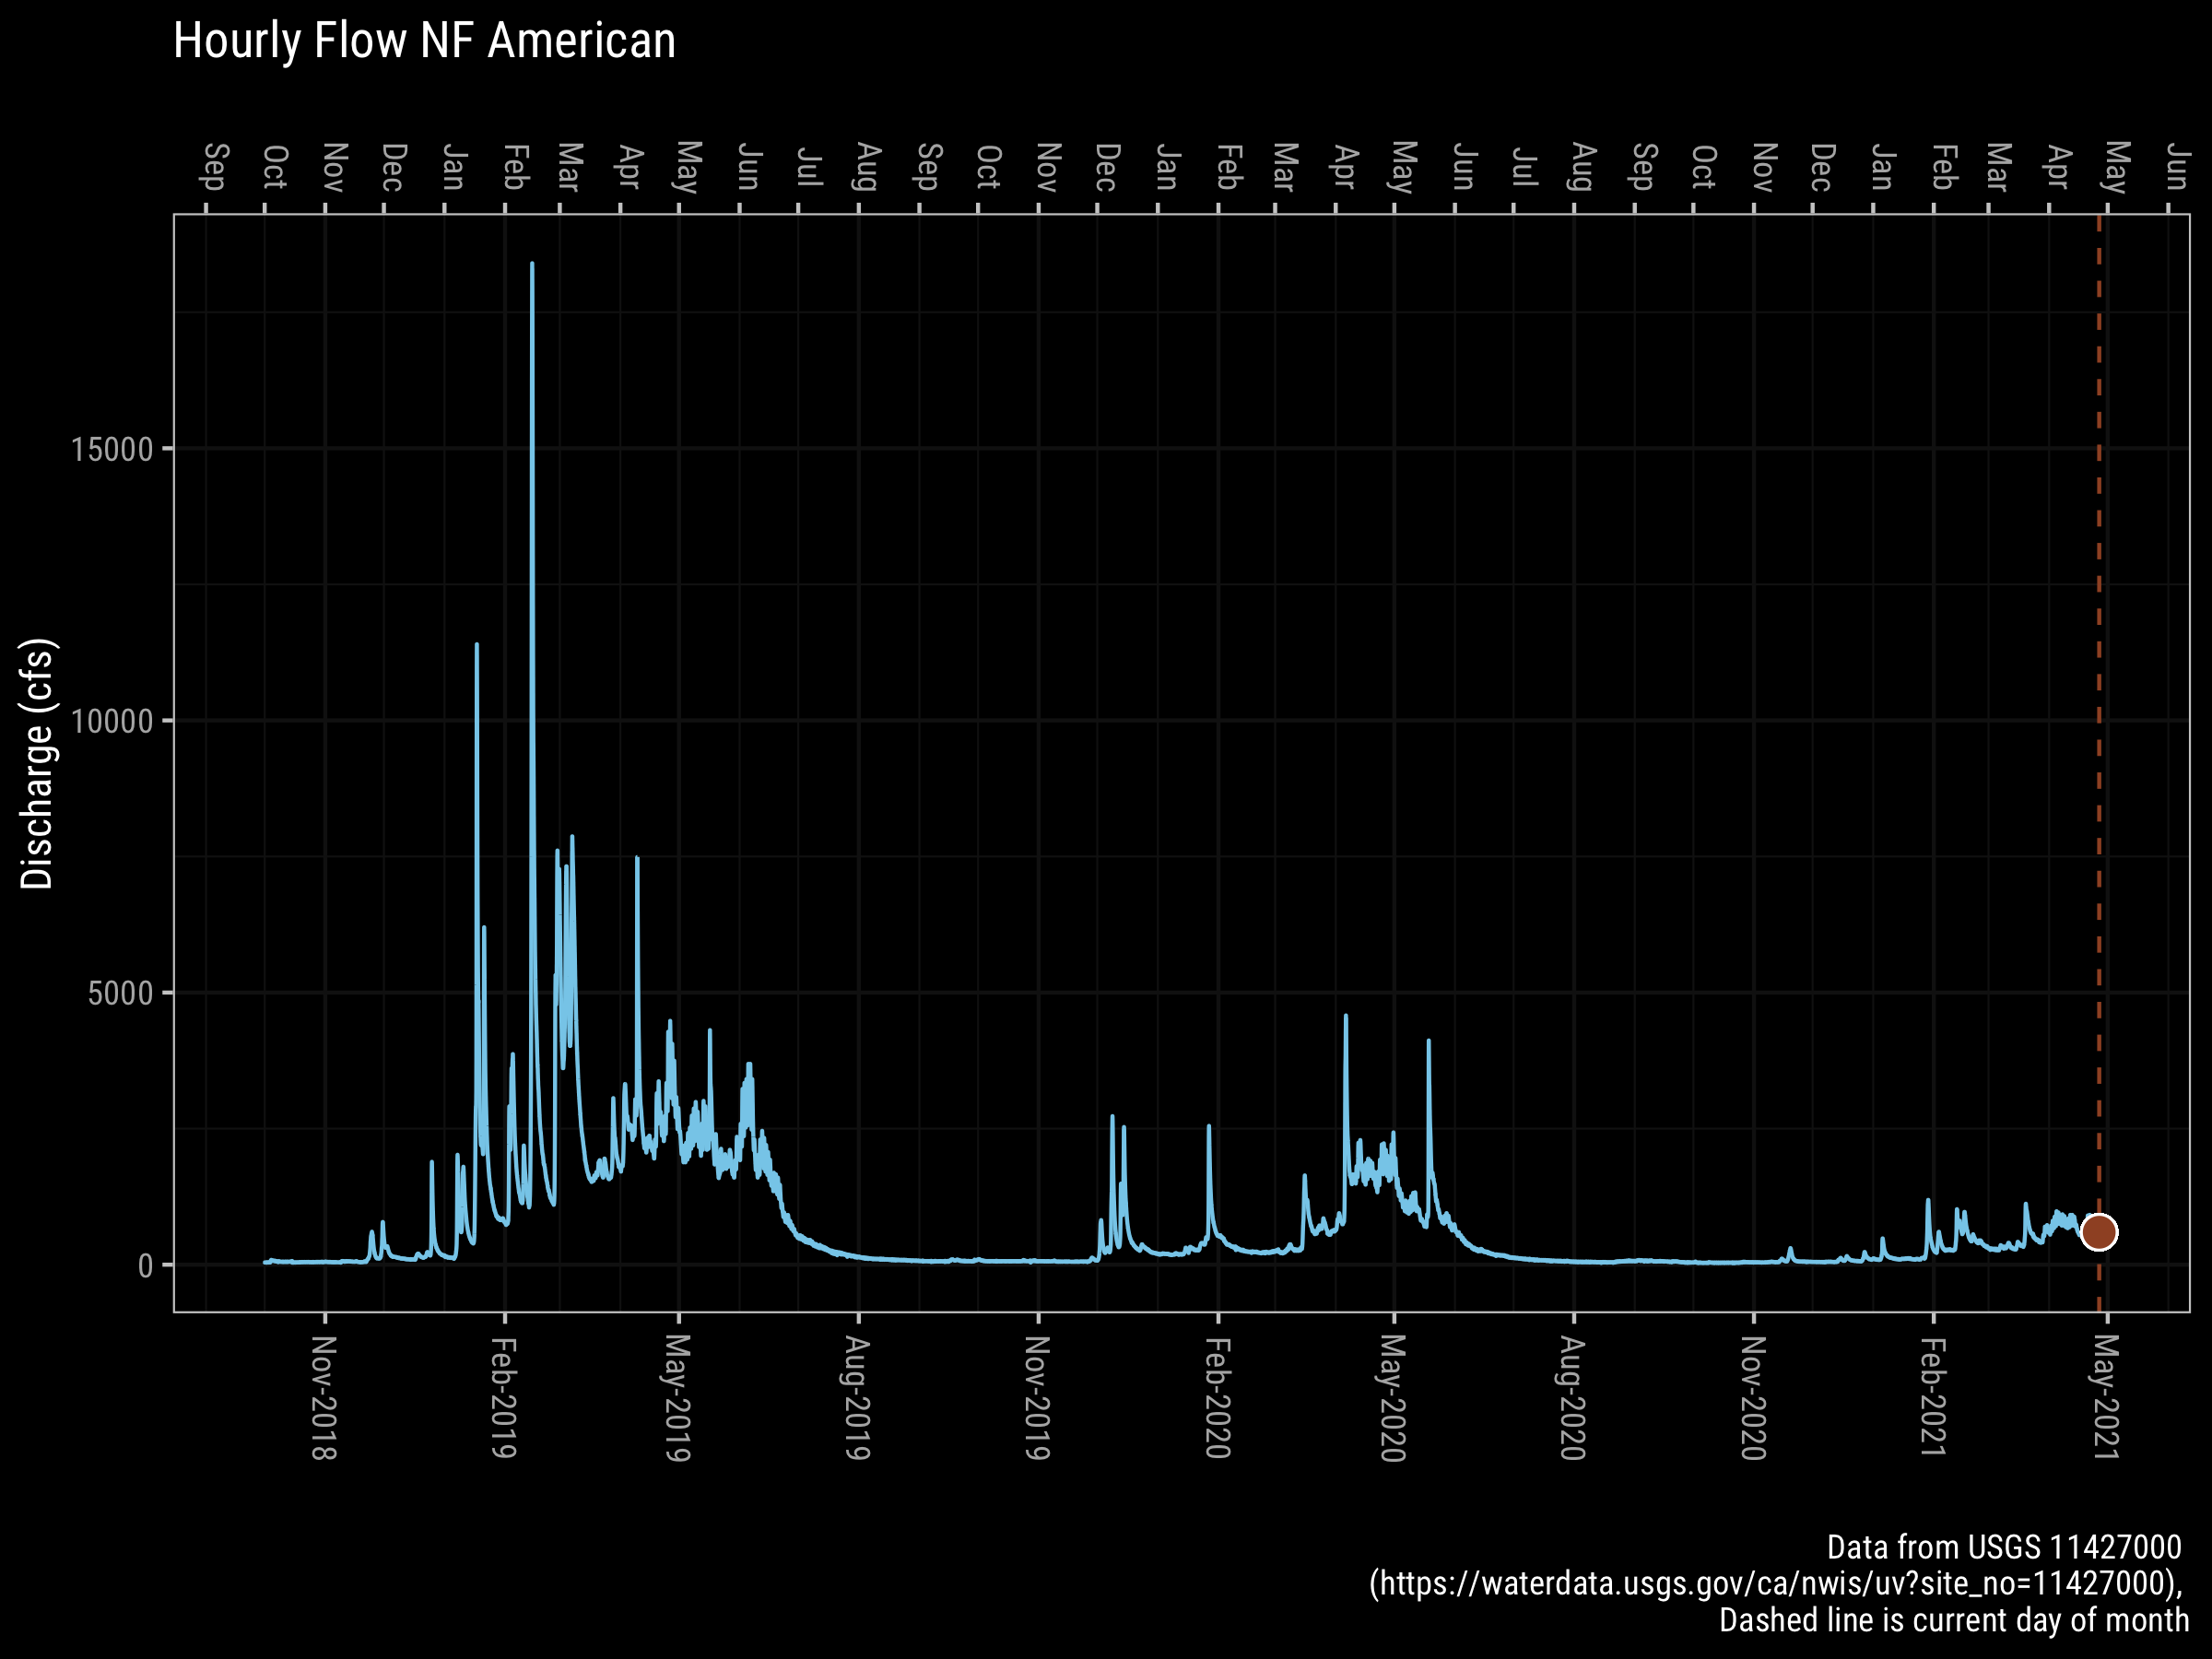 Hourly Flow NF American
Sep Oct Nov Dec Jan Feb Mar Apr May Jun Jul Aug Sep Oct Nov Dec Jan Feb Mar Apr May Jun Jul Aug Sep Oct Nov Dec Jan Feb Mar Apr May Jun
Discharge (cfs)
15000
10000
5000
0
Nov-2018 Feb-2019 May-2019 Aug-2019 Nov-2019 Feb-2020 May-2020 Aug-2020 Nov-2020 Feb-2021 May-2021
Data from USGS 11427000
(https://waterdata.usgs.gov/ca/nwis/uv?site_no=11427000),
Dashed line is current day of month